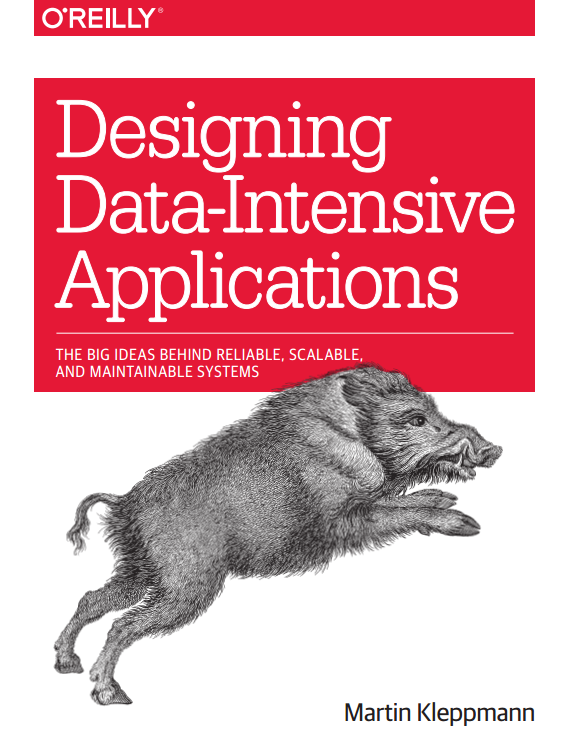 O'REILLY®
Designing
Data-Intensive
Applications
THE BIG IDEAS BEHIND RELIABLE, SCALABLE,
AND MAINTAINABLE SYSTEMS
Martin Kleppmann